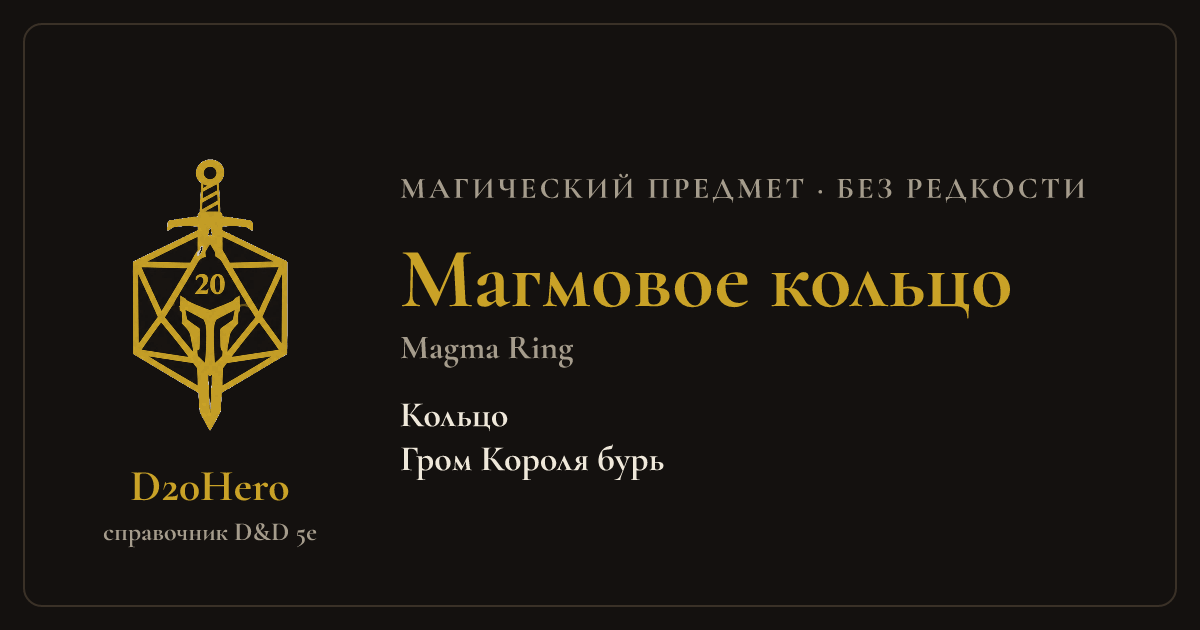 МАГИЧЕСКИЙ ПРЕДМЕТ · БЕЗ РЕДКОСТИ
Магмовое кольцо
Magma Ring
Кольцо
Гром Короля бурь
20
D20Hero
справочник D&D 5e